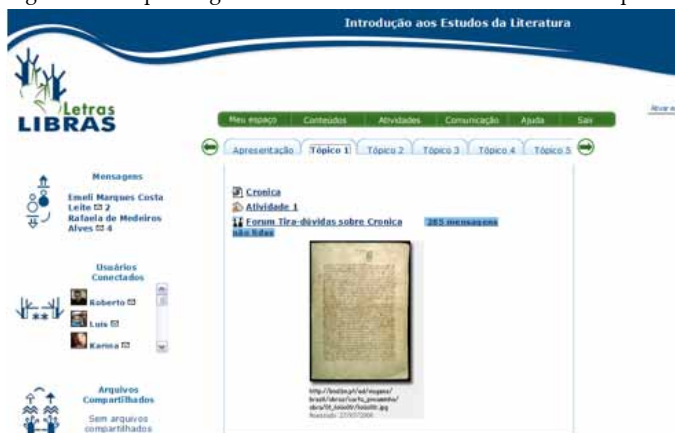 Introdução aos Estudos da Literatura
Letras
LIBRAS
Meu espaço Conteúdos Atividades Comunicação Ajuda Sair
Apresentação Tópico 1 Tópico 2 Tópico 3 Tópico 4 Tópico 5
Cronica
Atividade 1
Forum Tira-dúvidas sobre Cronica 265 mensagens
não lidas
Mensagens
Emeli Marques Costa
Leite 2
Rafaela de Medeiros
Alves 4
Usuários
Conectados
Roberto
Luis
Karina
Arquivos
Compartilhados
Sem arquivos
compartilhados